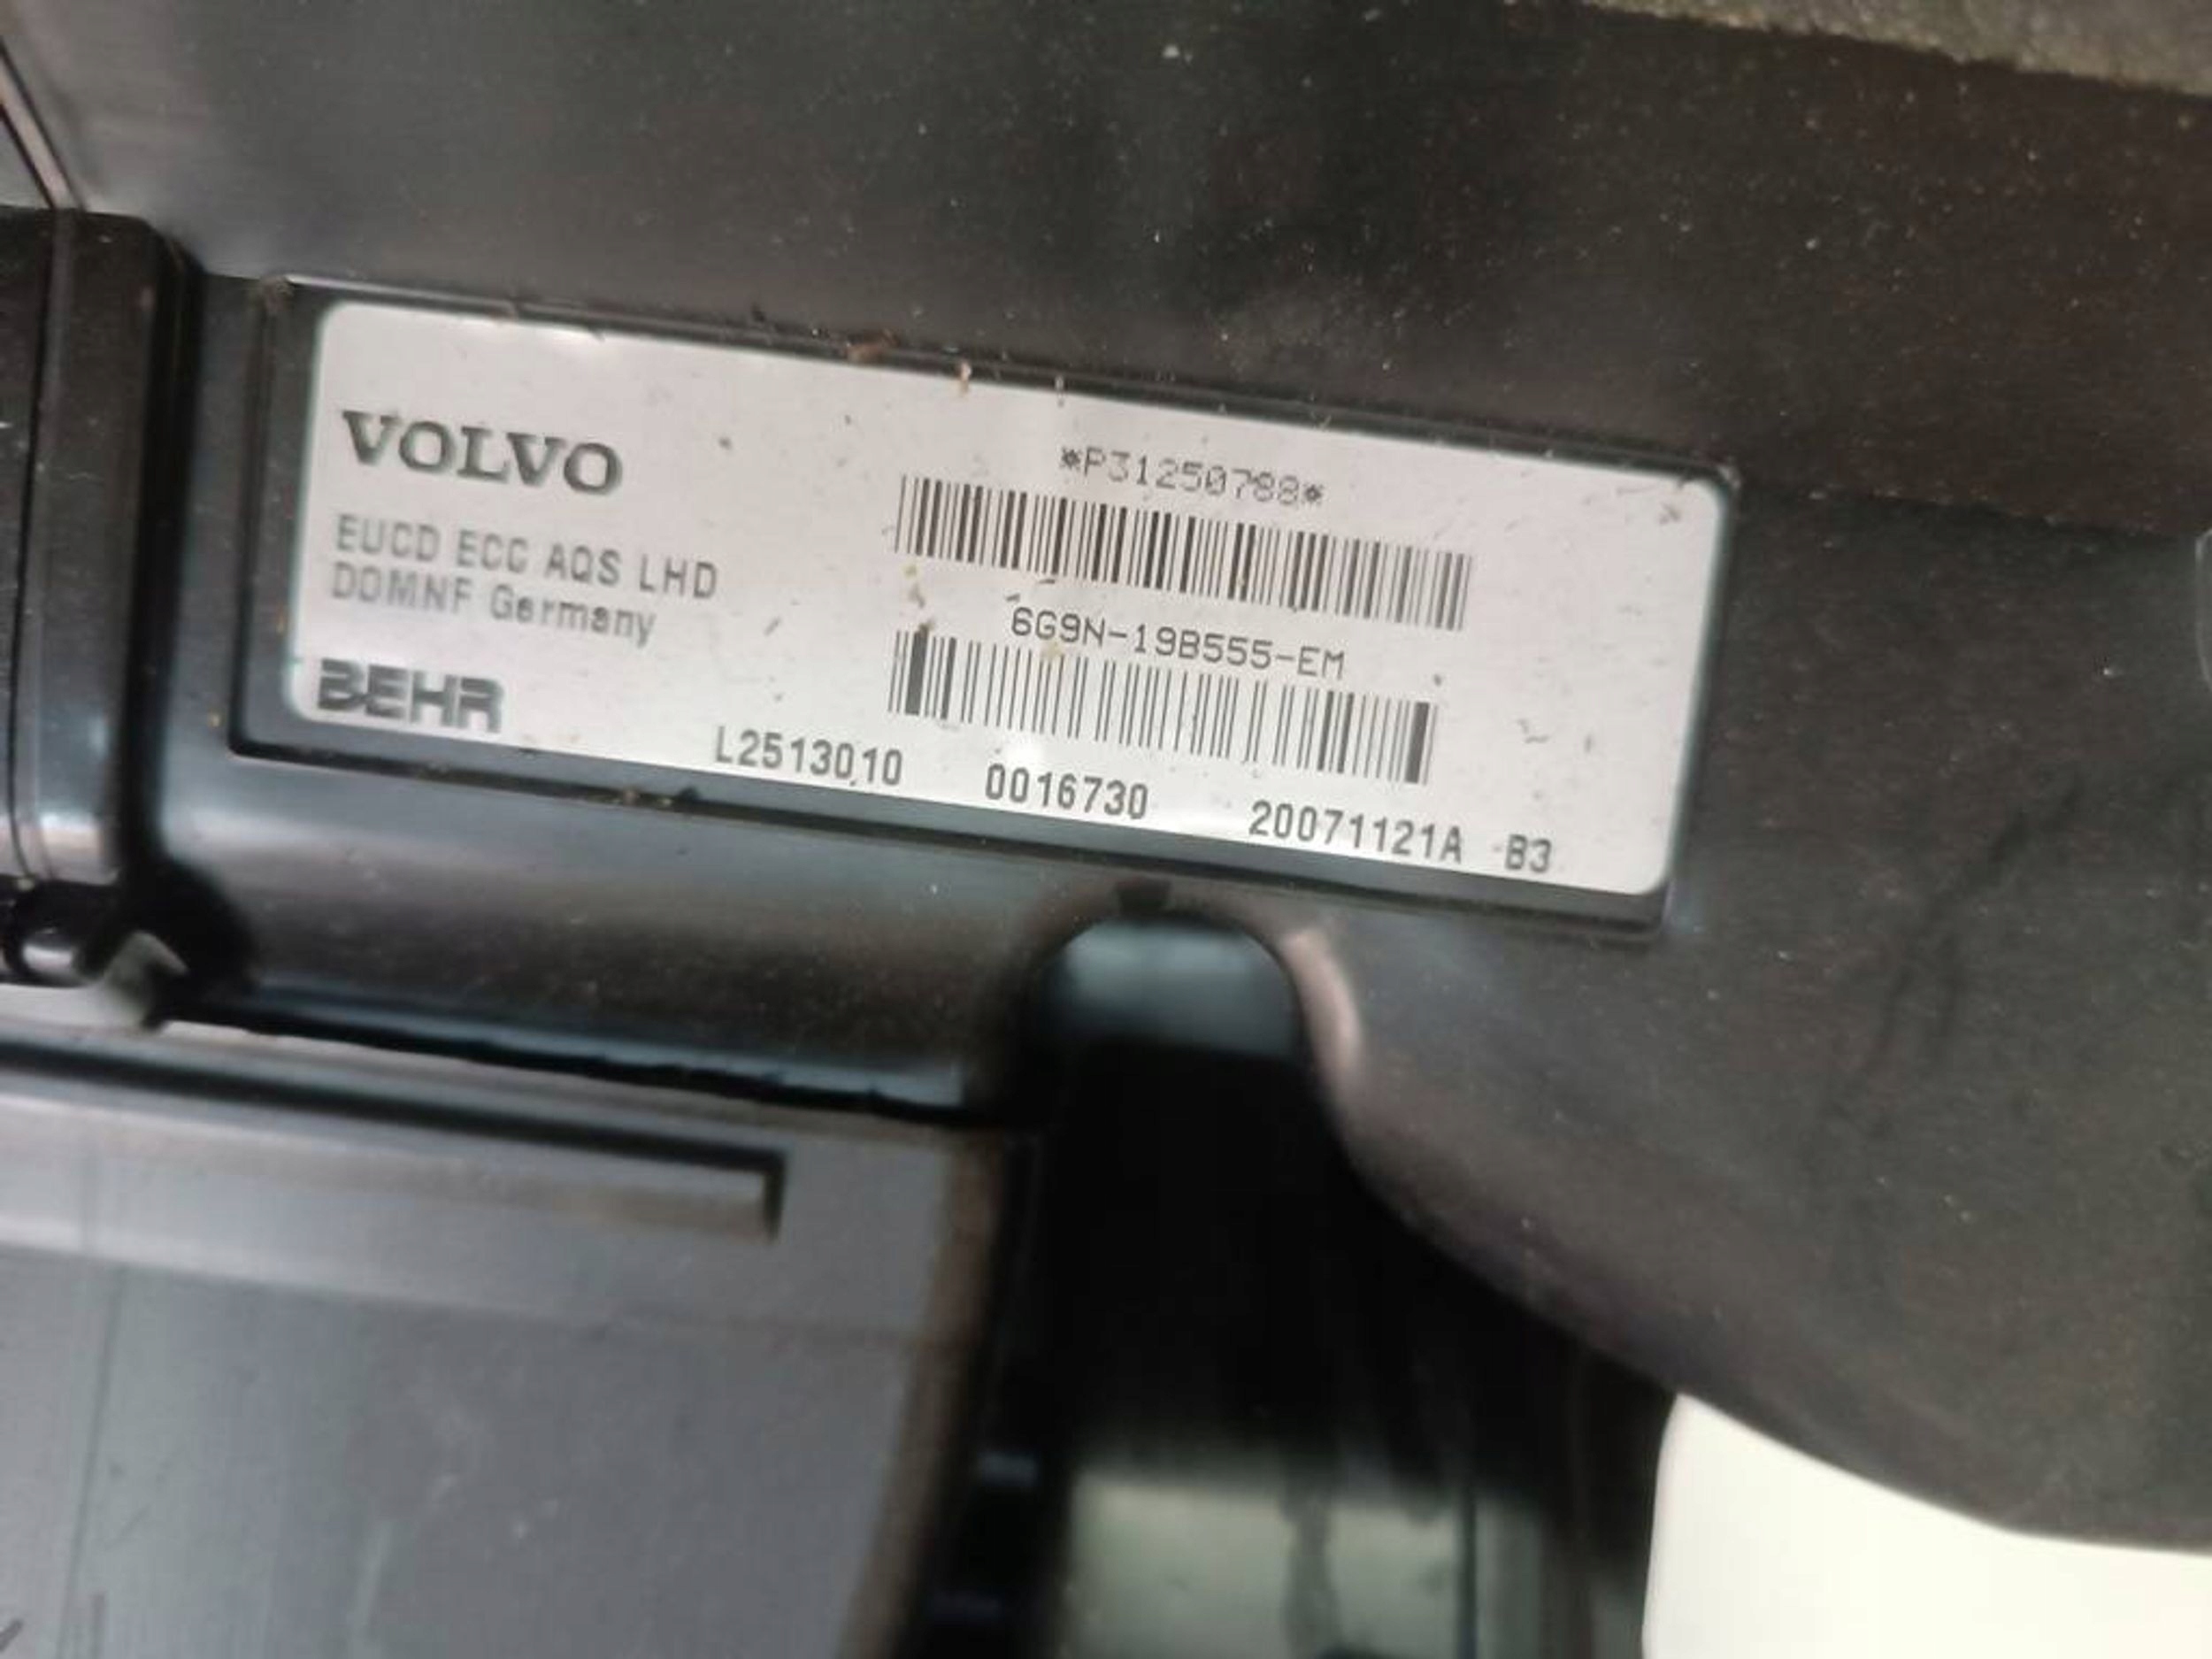 VOLVO
EUCD ECC AQS LHD
DOMNF Germany
BEHR
*P31250788*
6G9N-19B555-EM
L2513010 0016730 20071121A B3